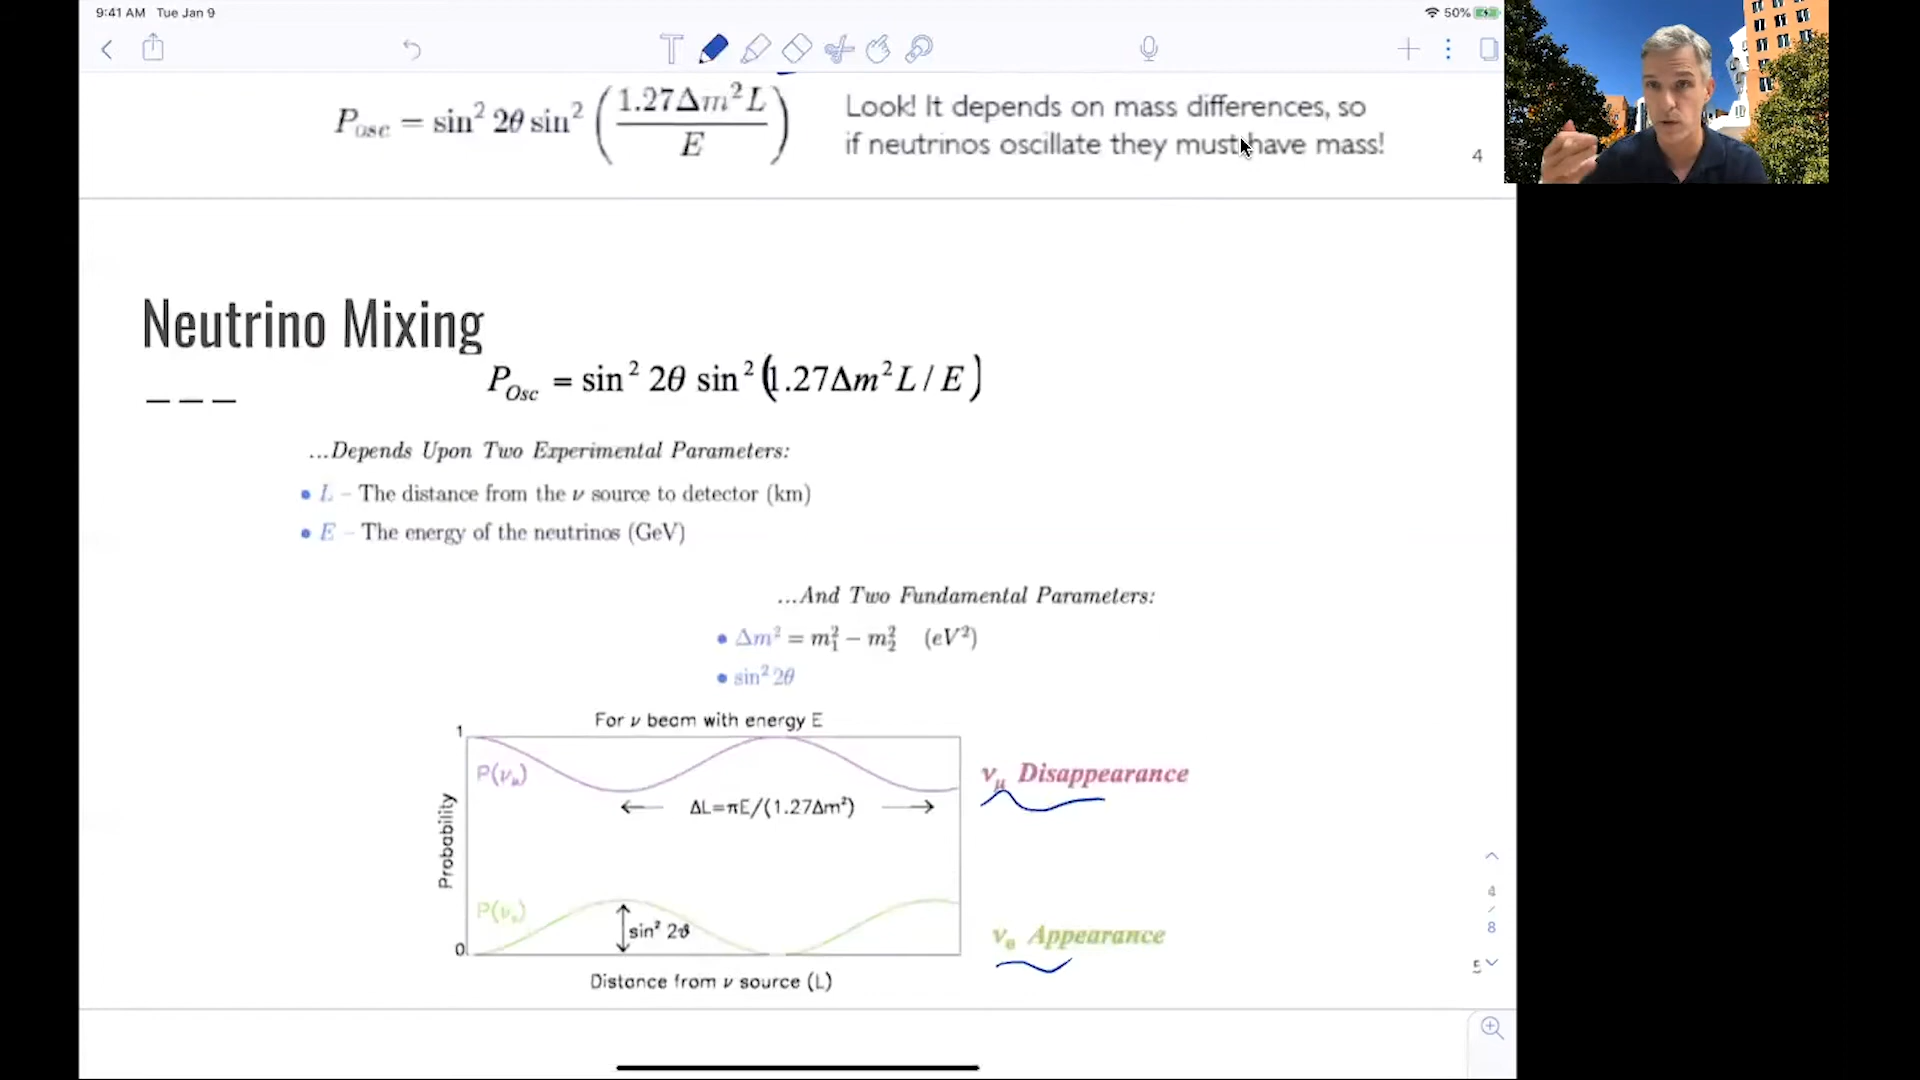 9:41 AM Tue Jan 9
50%
P_osc = sin² 2θ sin² (1.27Δm²L / E)
Look! It depends on mass differences, so
if neutrinos oscillate they must have mass!
4
Neutrino Mixing
P_Osc = sin² 2θ sin² (1.27Δm²L / E)
...Depends Upon Two Experimental Parameters:
• L – The distance from the ν source to detector (km)
• E – The energy of the neutrinos (GeV)
...And Two Fundamental Parameters:
• Δm² = m₁² − m₂² (eV²)
• sin² 2θ
For ν beam with energy E
1
P(ν_μ)
ΔL=πE/(1.27Δm²)
ν_μ Disappearance
Probability
P(ν_e)
sin² 2ϑ
ν_e Appearance
0
Distance from ν source (L)
4
/
8
5